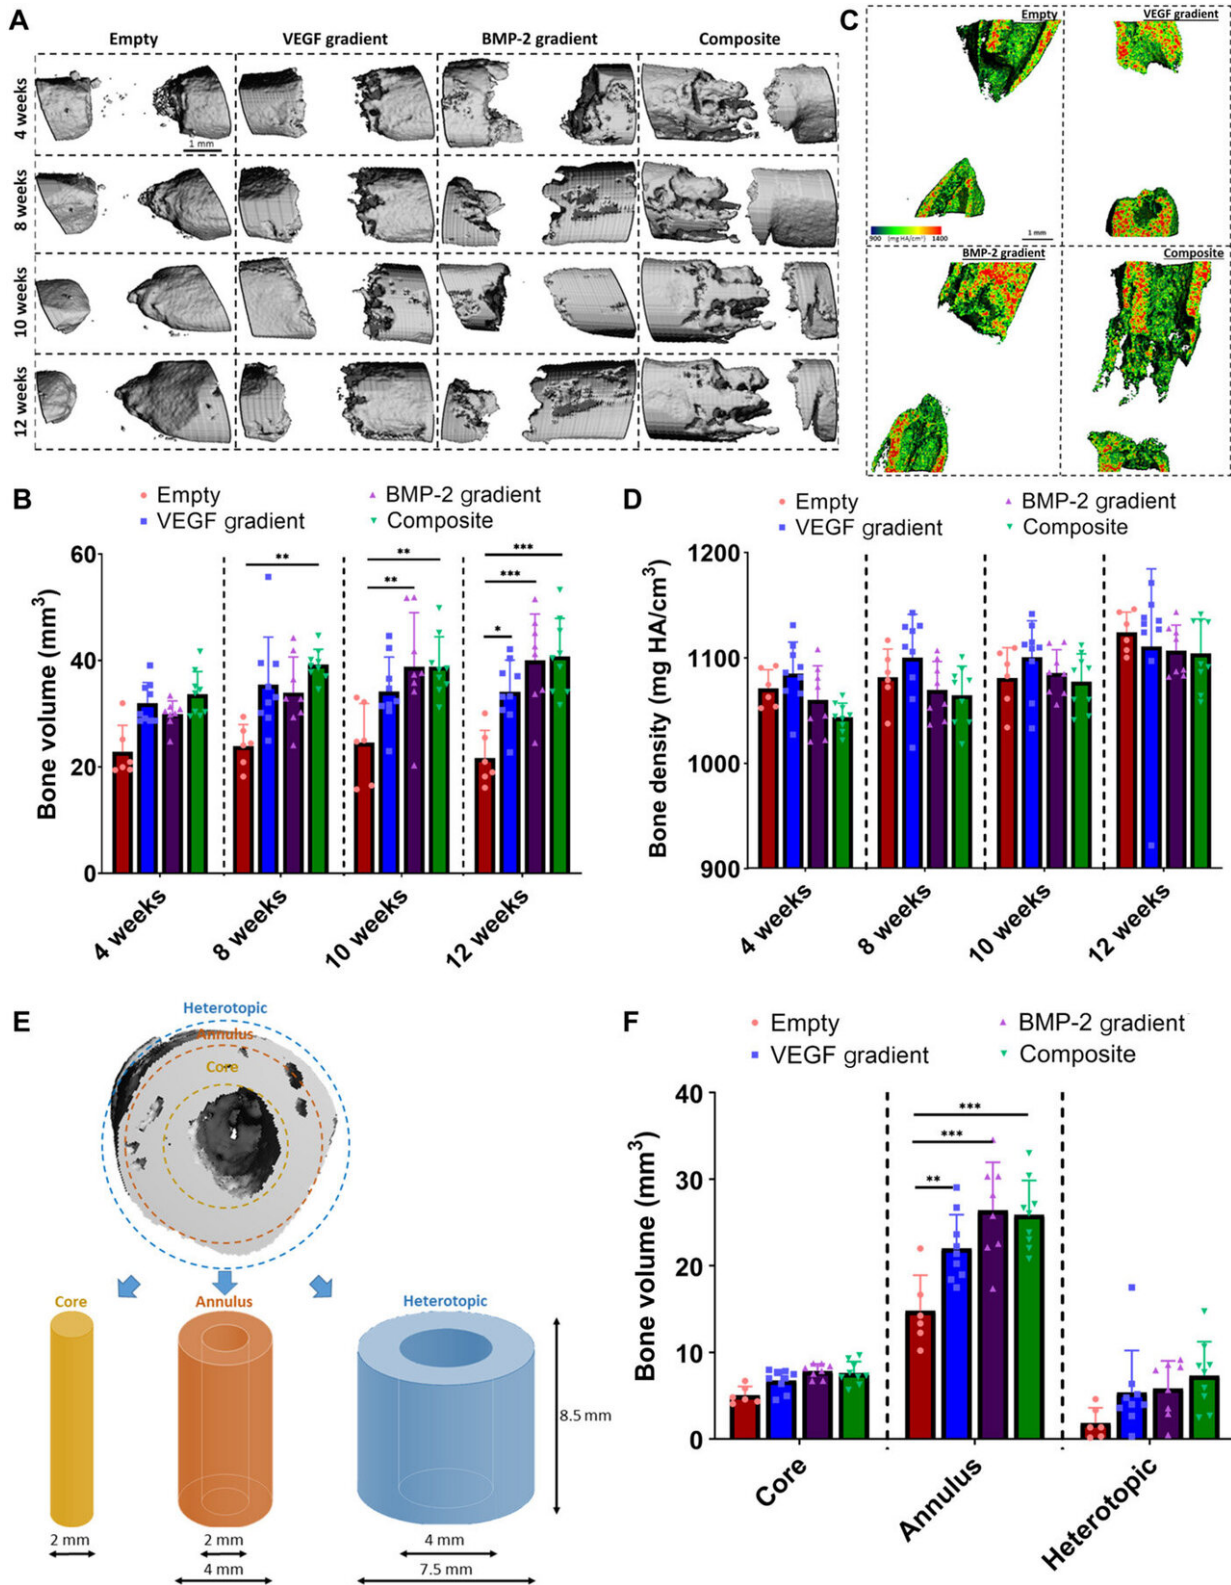 A
Empty
VEGF gradient
BMP-2 gradient
Composite
4 weeks
1 mm
8 weeks
10 weeks
12 weeks
C
Empty
VEGF gradient
900 [mg HA/cm³] 1400
1 mm
BMP-2 gradient
Composite
B
Empty
VEGF gradient
BMP-2 gradient
Composite
Bone volume (mm³)
60
40
20
0
**
** **
* *** ***
4 weeks
8 weeks
10 weeks
12 weeks
D
Empty
VEGF gradient
BMP-2 gradient
Composite
Bone density (mg HA/cm³)
1200
1100
1000
900
4 weeks
8 weeks
10 weeks
12 weeks
E
Heterotopic
Annulus
Core
Core
Annulus
Heterotopic
8.5 mm
2 mm
2 mm
4 mm
4 mm
7.5 mm
F
Empty
VEGF gradient
BMP-2 gradient
Composite
Bone volume (mm³)
40
30
20
10
0
***
***
**
Core
Annulus
Heterotopic